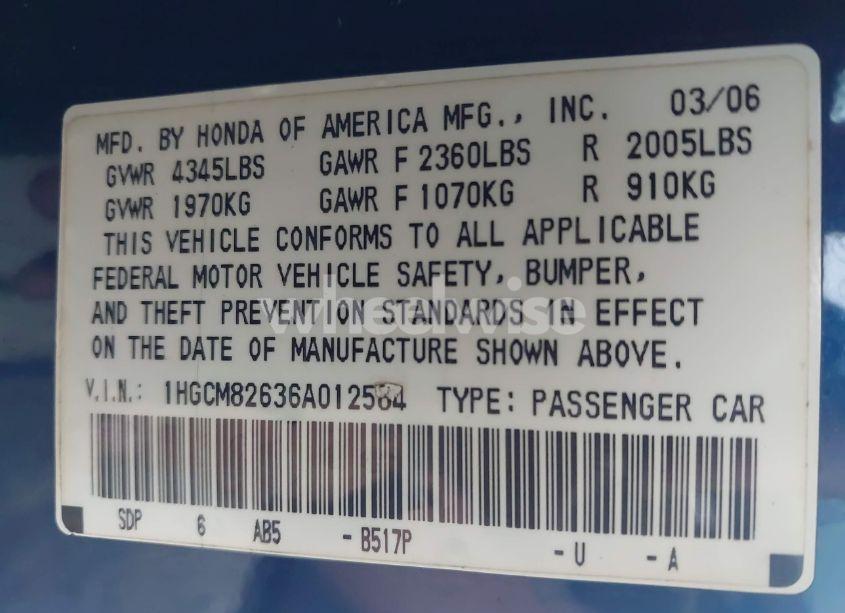 MFD. BY HONDA OF AMERICA MFG., INC. 03/06
GVWR 4345LBS GAWR F 2360LBS R 2005LBS
GVWR 1970KG GAWR F 1070KG R 910KG
THIS VEHICLE CONFORMS TO ALL APPLICABLE
FEDERAL MOTOR VEHICLE SAFETY, BUMPER,
AND THEFT PREVENTION STANDARDS IN EFFECT
wheelwise
ON THE DATE OF MANUFACTURE SHOWN ABOVE.
V.I.N.: TYPE: PASSENGER CAR
SDP 6 AB5 - B517P - U - A